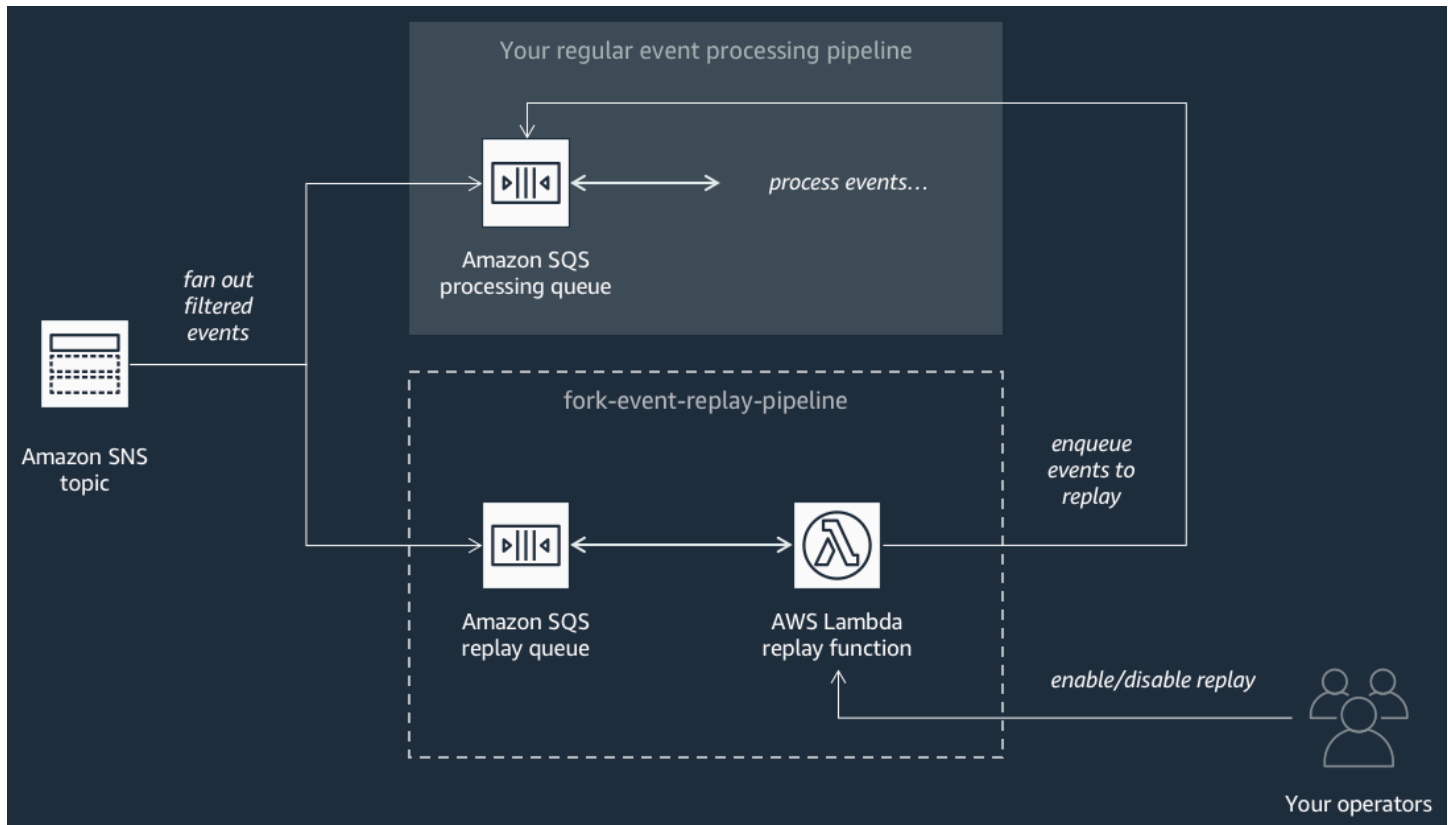 Your regular event processing pipeline
process events...
Amazon SQS
processing queue
fan out
filtered
events
Amazon SNS
topic
fork-event-replay-pipeline
enqueue
events to
replay
Amazon SQS
replay queue
AWS Lambda
replay function
enable/disable replay
Your operators